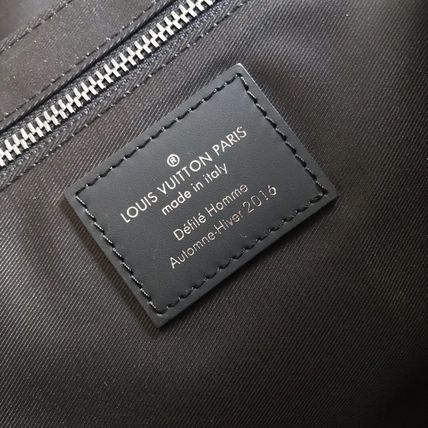 ®
LOUIS VUITTON PARIS
made in italy
Défilé Homme
Automne-Hiver 2016